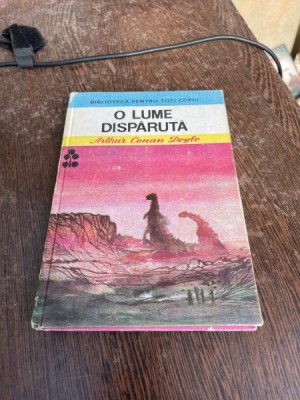 BIBLIOTECA PENTRU TOȚI COPIII
O LUME
DISPĂRUTĂ
Arthur Conan Doyle